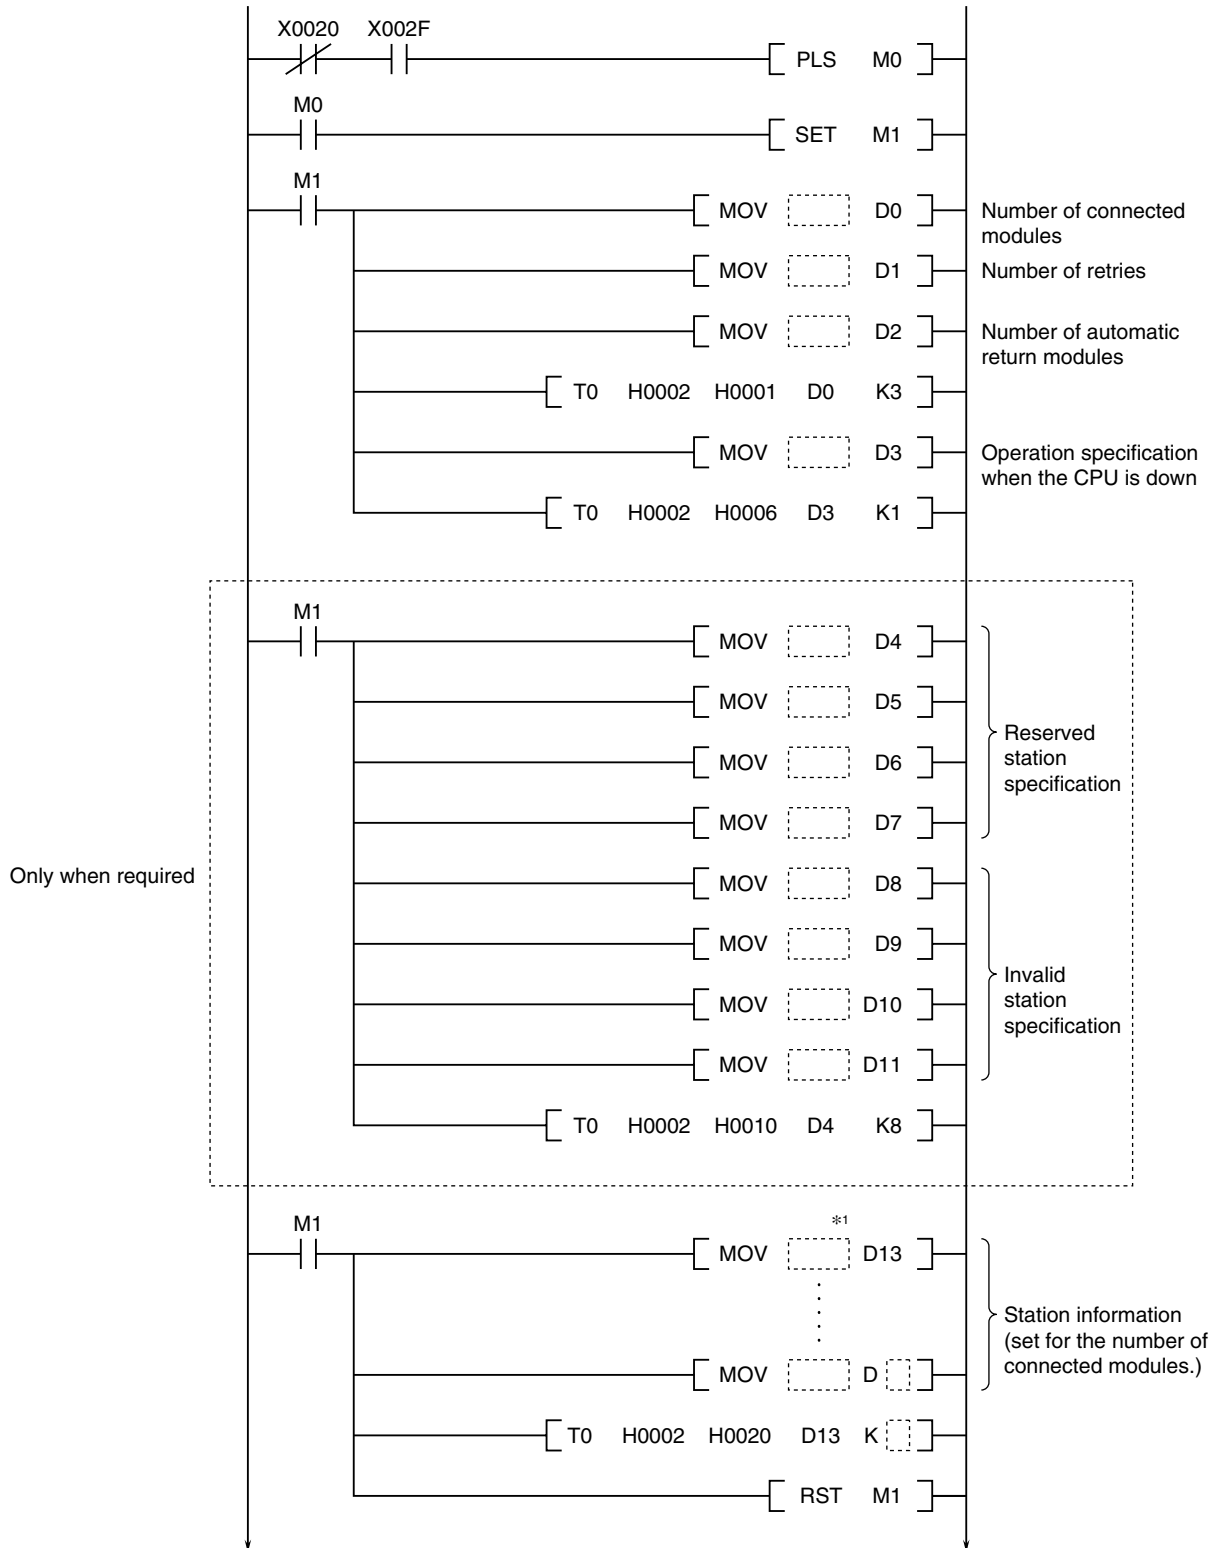 X0020 X002F
PLS M0
M0
SET M1
M1
MOV D0
Number of connected
modules
MOV D1
Number of retries
MOV D2
Number of automatic
return modules
T0 H0002 H0001 D0 K3
MOV D3
Operation specification
when the CPU is down
T0 H0002 H0006 D3 K1
M1
MOV D4
MOV D5
Reserved
station
specification
MOV D6
MOV D7
Only when required
MOV D8
MOV D9
Invalid
station
specification
MOV D10
MOV D11
T0 H0002 H0010 D4 K8
M1
*1
MOV D13
Station information
(set for the number of
connected modules.)
MOV D
T0 H0002 H0020 D13 K
RST M1